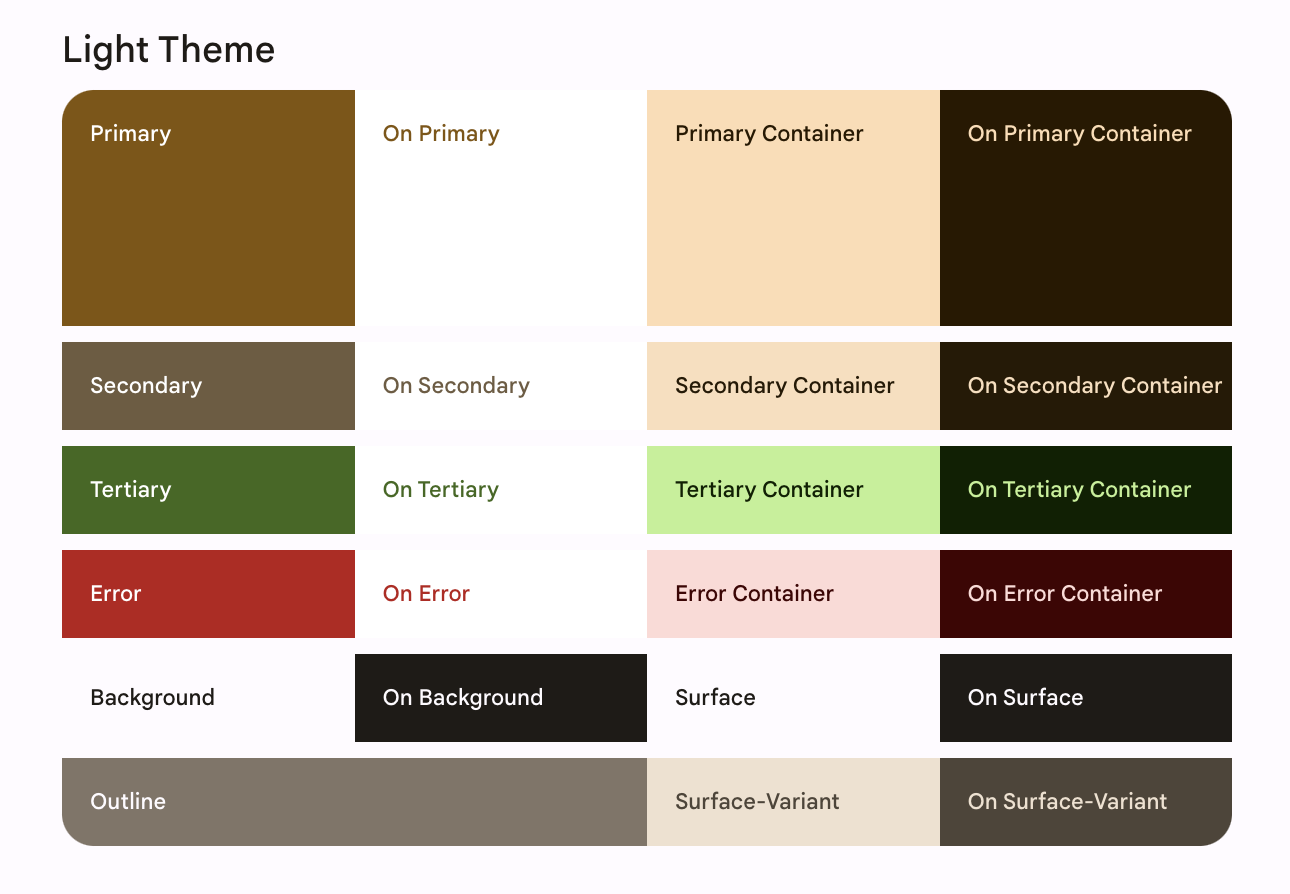 Light Theme
Primary
On Primary
Primary Container
On Primary Container
Secondary
On Secondary
Secondary Container
On Secondary Container
Tertiary
On Tertiary
Tertiary Container
On Tertiary Container
Error
On Error
Error Container
On Error Container
Background
On Background
Surface
On Surface
Outline
Surface-Variant
On Surface-Variant